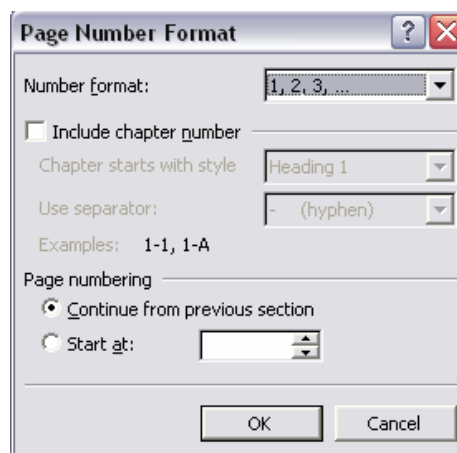 Page Number Format ?
Number format: 1, 2, 3, ...
Include chapter number
Chapter starts with style Heading 1
Use separator: - (hyphen)
Examples: 1-1, 1-A
Page numbering
Continue from previous section
Start at:
OK Cancel